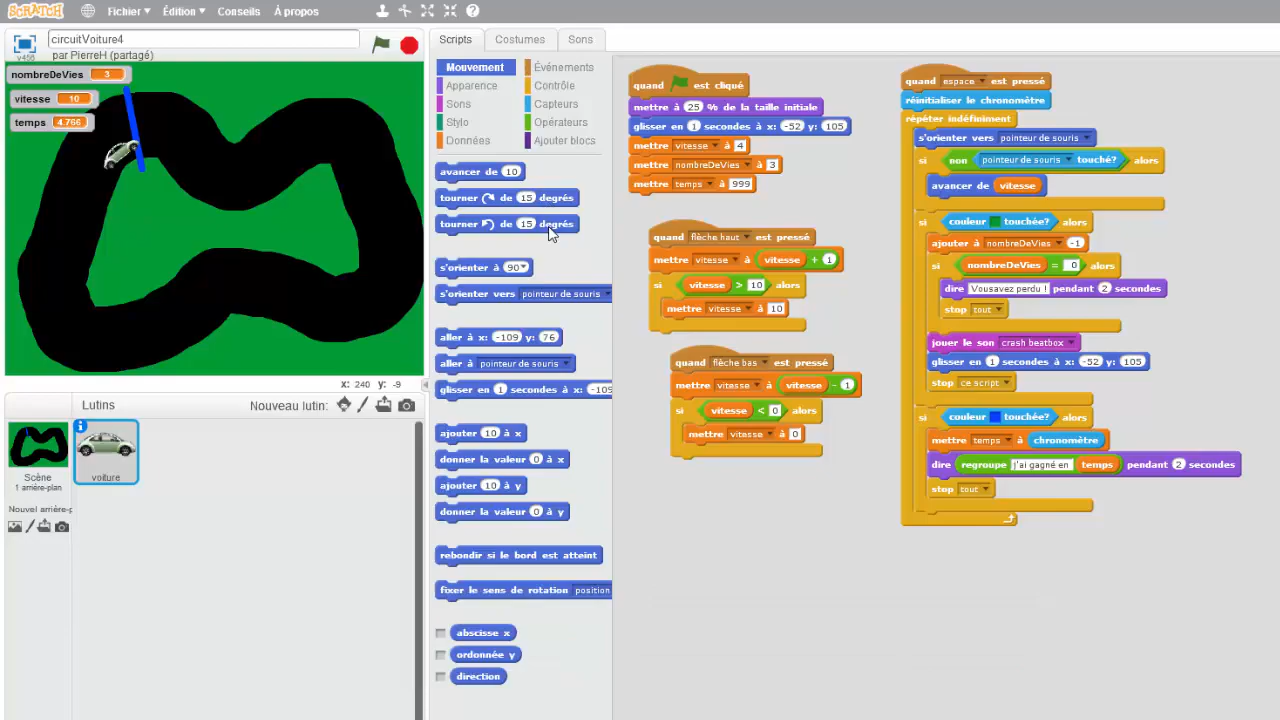 SCRATCH Fichier Édition Conseils À propos
circuitVoiture4
par PierreH (partagé)
v456
nombreDeVies 3
vitesse 10
temps 4.766
x: 240 y: -9
Lutins Nouveau lutin:
Scène
1 arrière-plan
Nouvel arrière-p
voiture
Scripts Costumes Sons
Mouvement Événements
Apparence Contrôle
Sons Capteurs
Stylo Opérateurs
Données Ajouter blocs
avancer de 10
tourner de 15 degrés
tourner de 15 degrés
s'orienter à 90
s'orienter vers pointeur de souris
aller à x: -109 y: 76
aller à pointeur de souris
glisser en 1 secondes à x: -109
ajouter 10 à x
donner la valeur 0 à x
ajouter 10 à y
donner la valeur 0 à y
rebondir si le bord est atteint
fixer le sens de rotation position
abscisse x
ordonnée y
direction
quand est cliqué
mettre à 25 % de la taille initiale
glisser en 1 secondes à x: -52 y: 105
mettre vitesse à 4
mettre nombreDeVies à 3
mettre temps à 999
quand flèche haut est pressé
mettre vitesse à vitesse + 1
si vitesse > 10 alors
mettre vitesse à 10
quand flèche bas est pressé
mettre vitesse à vitesse - 1
si vitesse < 0 alors
mettre vitesse à 0
quand espace est pressé
réinitialiser le chronomètre
répéter indéfiniment
s'orienter vers pointeur de souris
si non pointeur de souris touché? alors
avancer de vitesse
si couleur touchée? alors
ajouter à nombreDeVies -1
si nombreDeVies = 0 alors
dire Vousavez perdu ! pendant 2 secondes
stop tout
jouer le son crash beatbox
glisser en 1 secondes à x: -52 y: 105
stop ce script
si couleur touchée? alors
mettre temps à chronomètre
dire regroupe j'ai gagné en temps pendant 2 secondes
stop tout